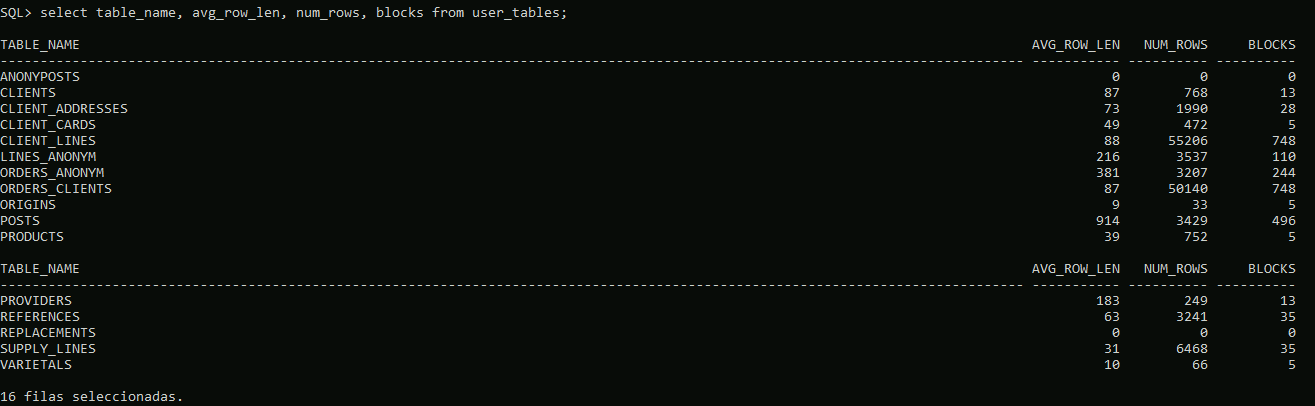 SQL> select table_name, avg_row_len, num_rows, blocks from user_tables;
TABLE_NAME AVG_ROW_LEN NUM_ROWS BLOCKS
-------------------------------------------------------------------------------------------------------------------------------- ----------- ---------- ----------
ANONYPOSTS 0 0 0
CLIENTS 87 768 13
CLIENT_ADDRESSES 73 1990 28
CLIENT_CARDS 49 472 5
CLIENT_LINES 88 55206 748
LINES_ANONYM 216 3537 110
ORDERS_ANONYM 381 3207 244
ORDERS_CLIENTS 87 50140 748
ORIGINS 9 33 5
POSTS 914 3429 496
PRODUCTS 39 752 5
TABLE_NAME AVG_ROW_LEN NUM_ROWS BLOCKS
-------------------------------------------------------------------------------------------------------------------------------- ----------- ---------- ----------
PROVIDERS 183 249 13
REFERENCES 63 3241 35
REPLACEMENTS 0 0 0
SUPPLY_LINES 31 6468 35
VARIETALS 10 66 5
16 filas seleccionadas.